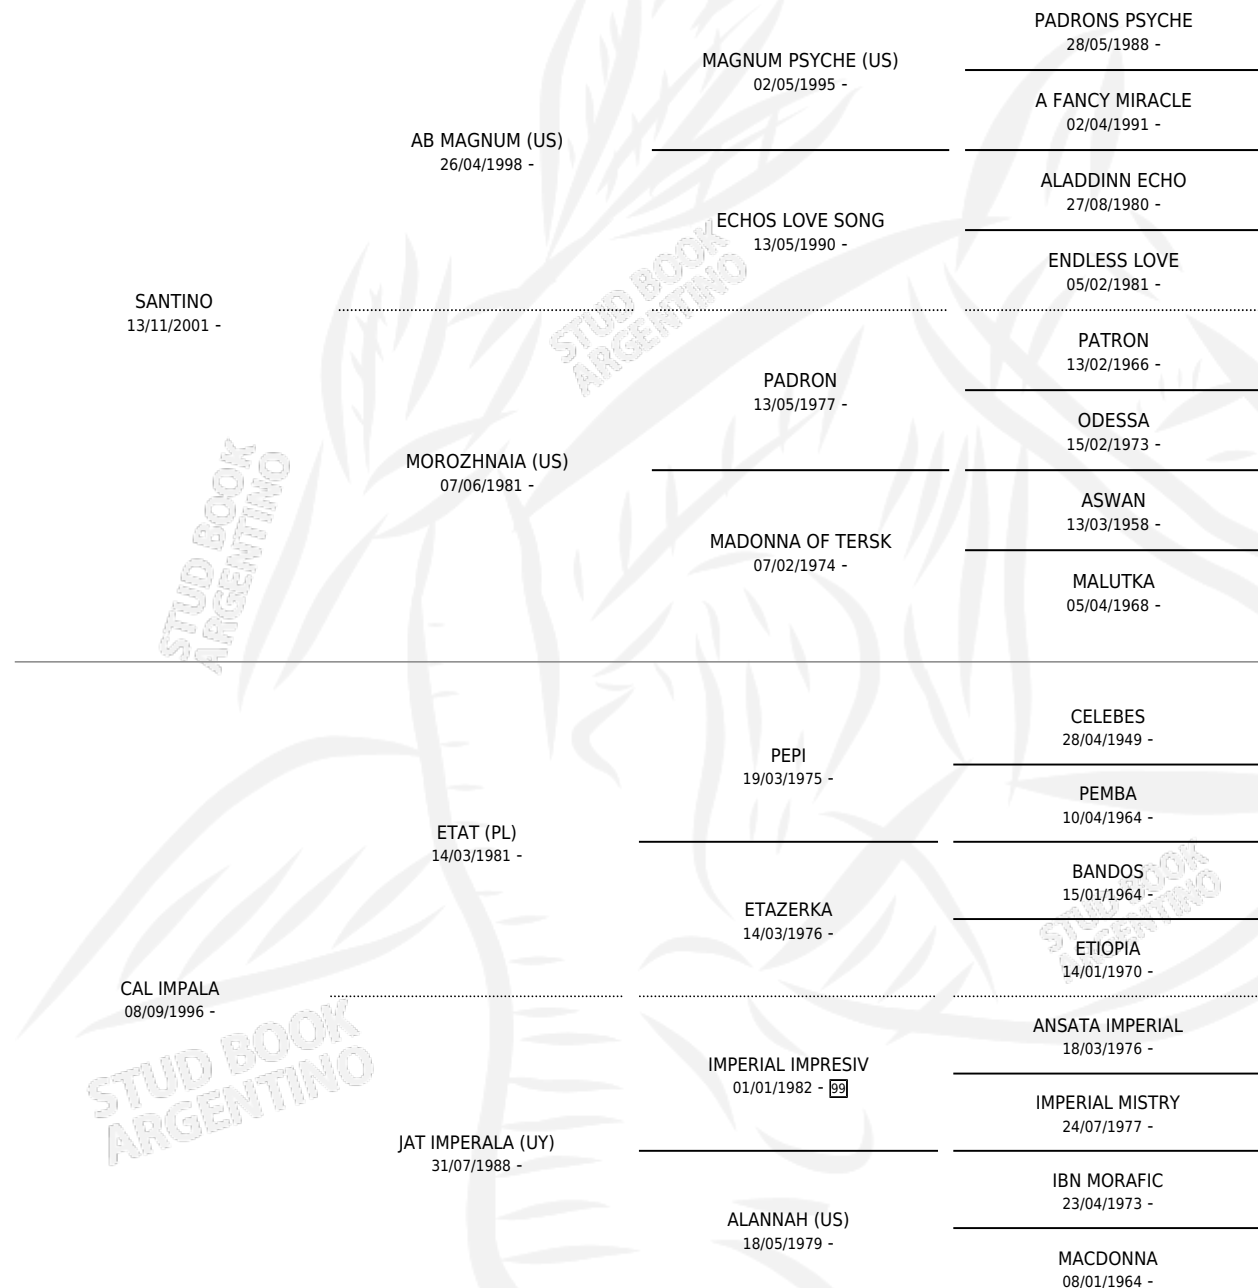 PADRONS PSYCHE
28/05/1988 -
MAGNUM PSYCHE (US)
02/05/1995 -
A FANCY MIRACLE
02/04/1991 -
AB MAGNUM (US)
26/04/1998 -
ALADDINN ECHO
27/08/1980 -
ECHOS LOVE SONG
13/05/1990 -
ENDLESS LOVE
05/02/1981 -
SANTINO
13/11/2001 -
PATRON
13/02/1966 -
PADRON
13/05/1977 -
ODESSA
15/02/1973 -
MOROZHNAIA (US)
07/06/1981 -
ASWAN
13/03/1958 -
MADONNA OF TERSK
07/02/1974 -
MALUTKA
05/04/1968 -
CELEBES
28/04/1949 -
PEPI
19/03/1975 -
PEMBA
10/04/1964 -
ETAT (PL)
14/03/1981 -
BANDOS
15/01/1964 -
ETAZERKA
14/03/1976 -
ETIOPIA
14/01/1970 -
CAL IMPALA
08/09/1996 -
ANSATA IMPERIAL
18/03/1976 -
IMPERIAL IMPRESIV
01/01/1982 - 99
IMPERIAL MISTRY
24/07/1977 -
JAT IMPERALA (UY)
31/07/1988 -
IBN MORAFIC
23/04/1973 -
ALANNAH (US)
18/05/1979 -
MACDONNA
08/01/1964 -
STUD BOOK
ARGENTINO
STUD BOOK
ARGENTINO
STUD BOOK
ARGENTINO
STUD BOOK
ARGENTINO